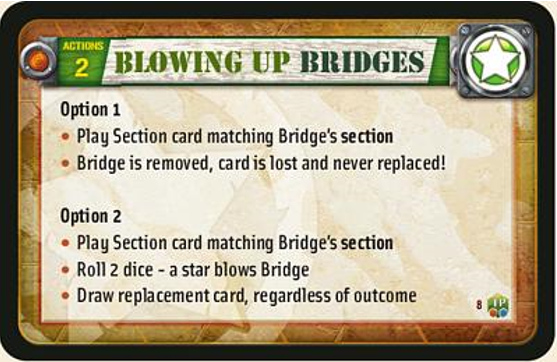 ACTIONS
2
BLOWING UP BRIDGES
Option 1
• Play Section card matching Bridge's section
• Bridge is removed, card is lost and never replaced!
Option 2
• Play Section card matching Bridge's section
• Roll 2 dice - a star blows Bridge
• Draw replacement card, regardless of outcome
8 TP